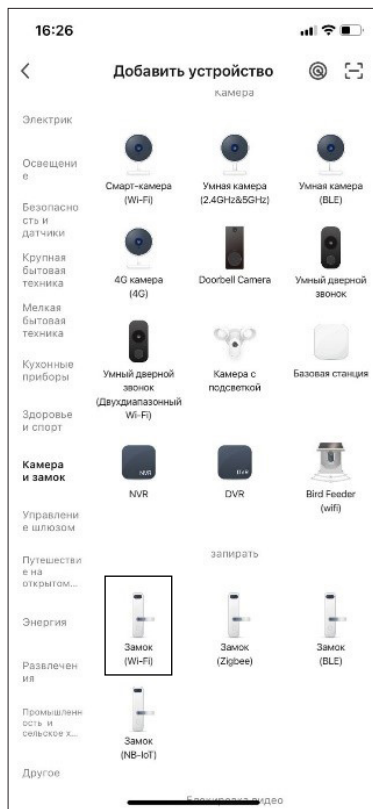 16:26
Добавить устройство
камера
Электрик
Освещени
е
Безопасно
сть и
датчики
Крупная
бытовая
техника
Мелкая
бытовая
техника
Кухонные
приборы
Здоровье
и спорт
Камера
и замок
Управлени
е шлюзом
Путешестви
е на
открытом...
Энергия
Развлечен
ия
Промышленн
ость и
сельское х...
Другое
Смарт-камера
(Wi-Fi)
Умная камера
(2.4GHz&5GHz)
Умная камера
(BLE)
4G камера
(4G)
Doorbell Camera
Умный дверной
звонок
Умный дверной
звонок
(Двухдиапазонный
Wi-Fi)
Камера с
подсветкой
Базовая станция
NVR
NVR
DVR
DVR
Bird Feeder
(wifi)
запирать
Замок
(Wi-Fi)
Замок
(Zigbee)
Замок
(BLE)
Замок
(NB-IoT)
Блокировка видео